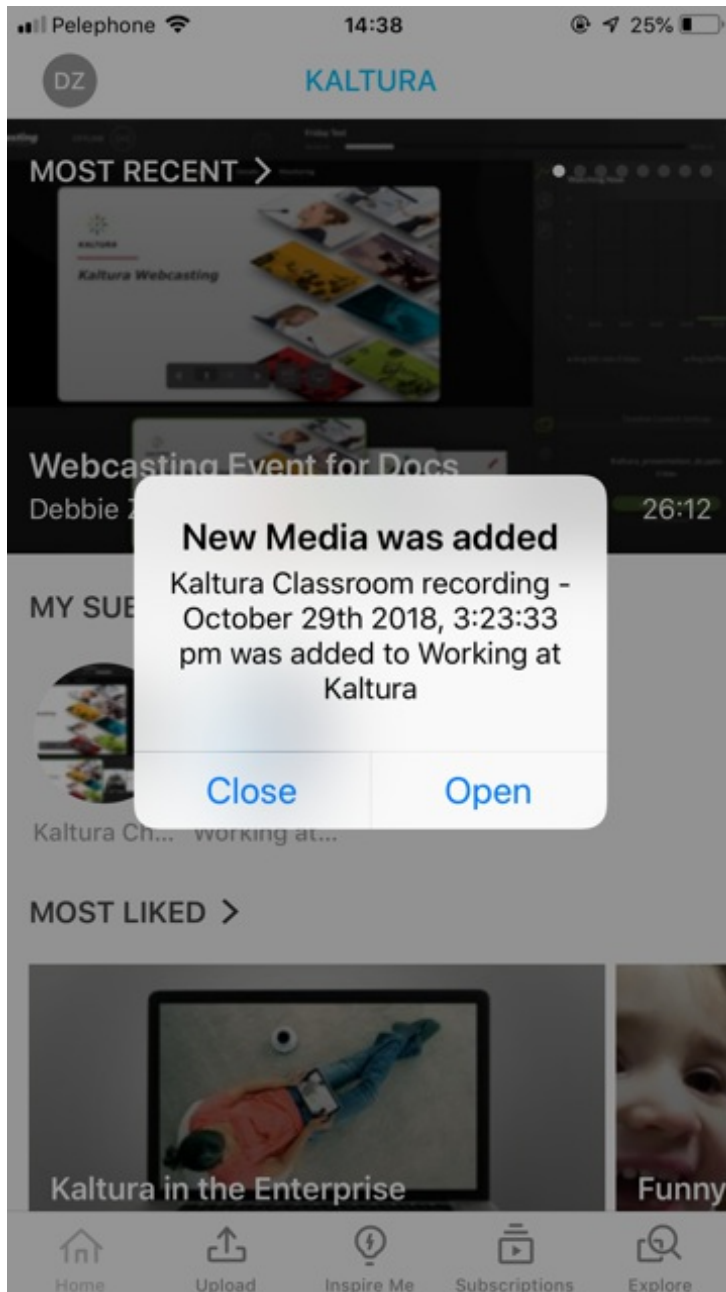 Pelephone 14:38 25%
DZ KALTURA
MOST RECENT >
KALTURA
Kaltura Webcasting
Webcasting Event for Docs
Debbie 26:12
New Media was added
Kaltura Classroom recording -
October 29th 2018, 3:23:33
pm was added to Working at
Kaltura
MY SUB
Close Open
Kaltura Ch... Working at...
MOST LIKED >
Kaltura in the Enterprise Funny
Home Upload Inspire Me Subscriptions Explore